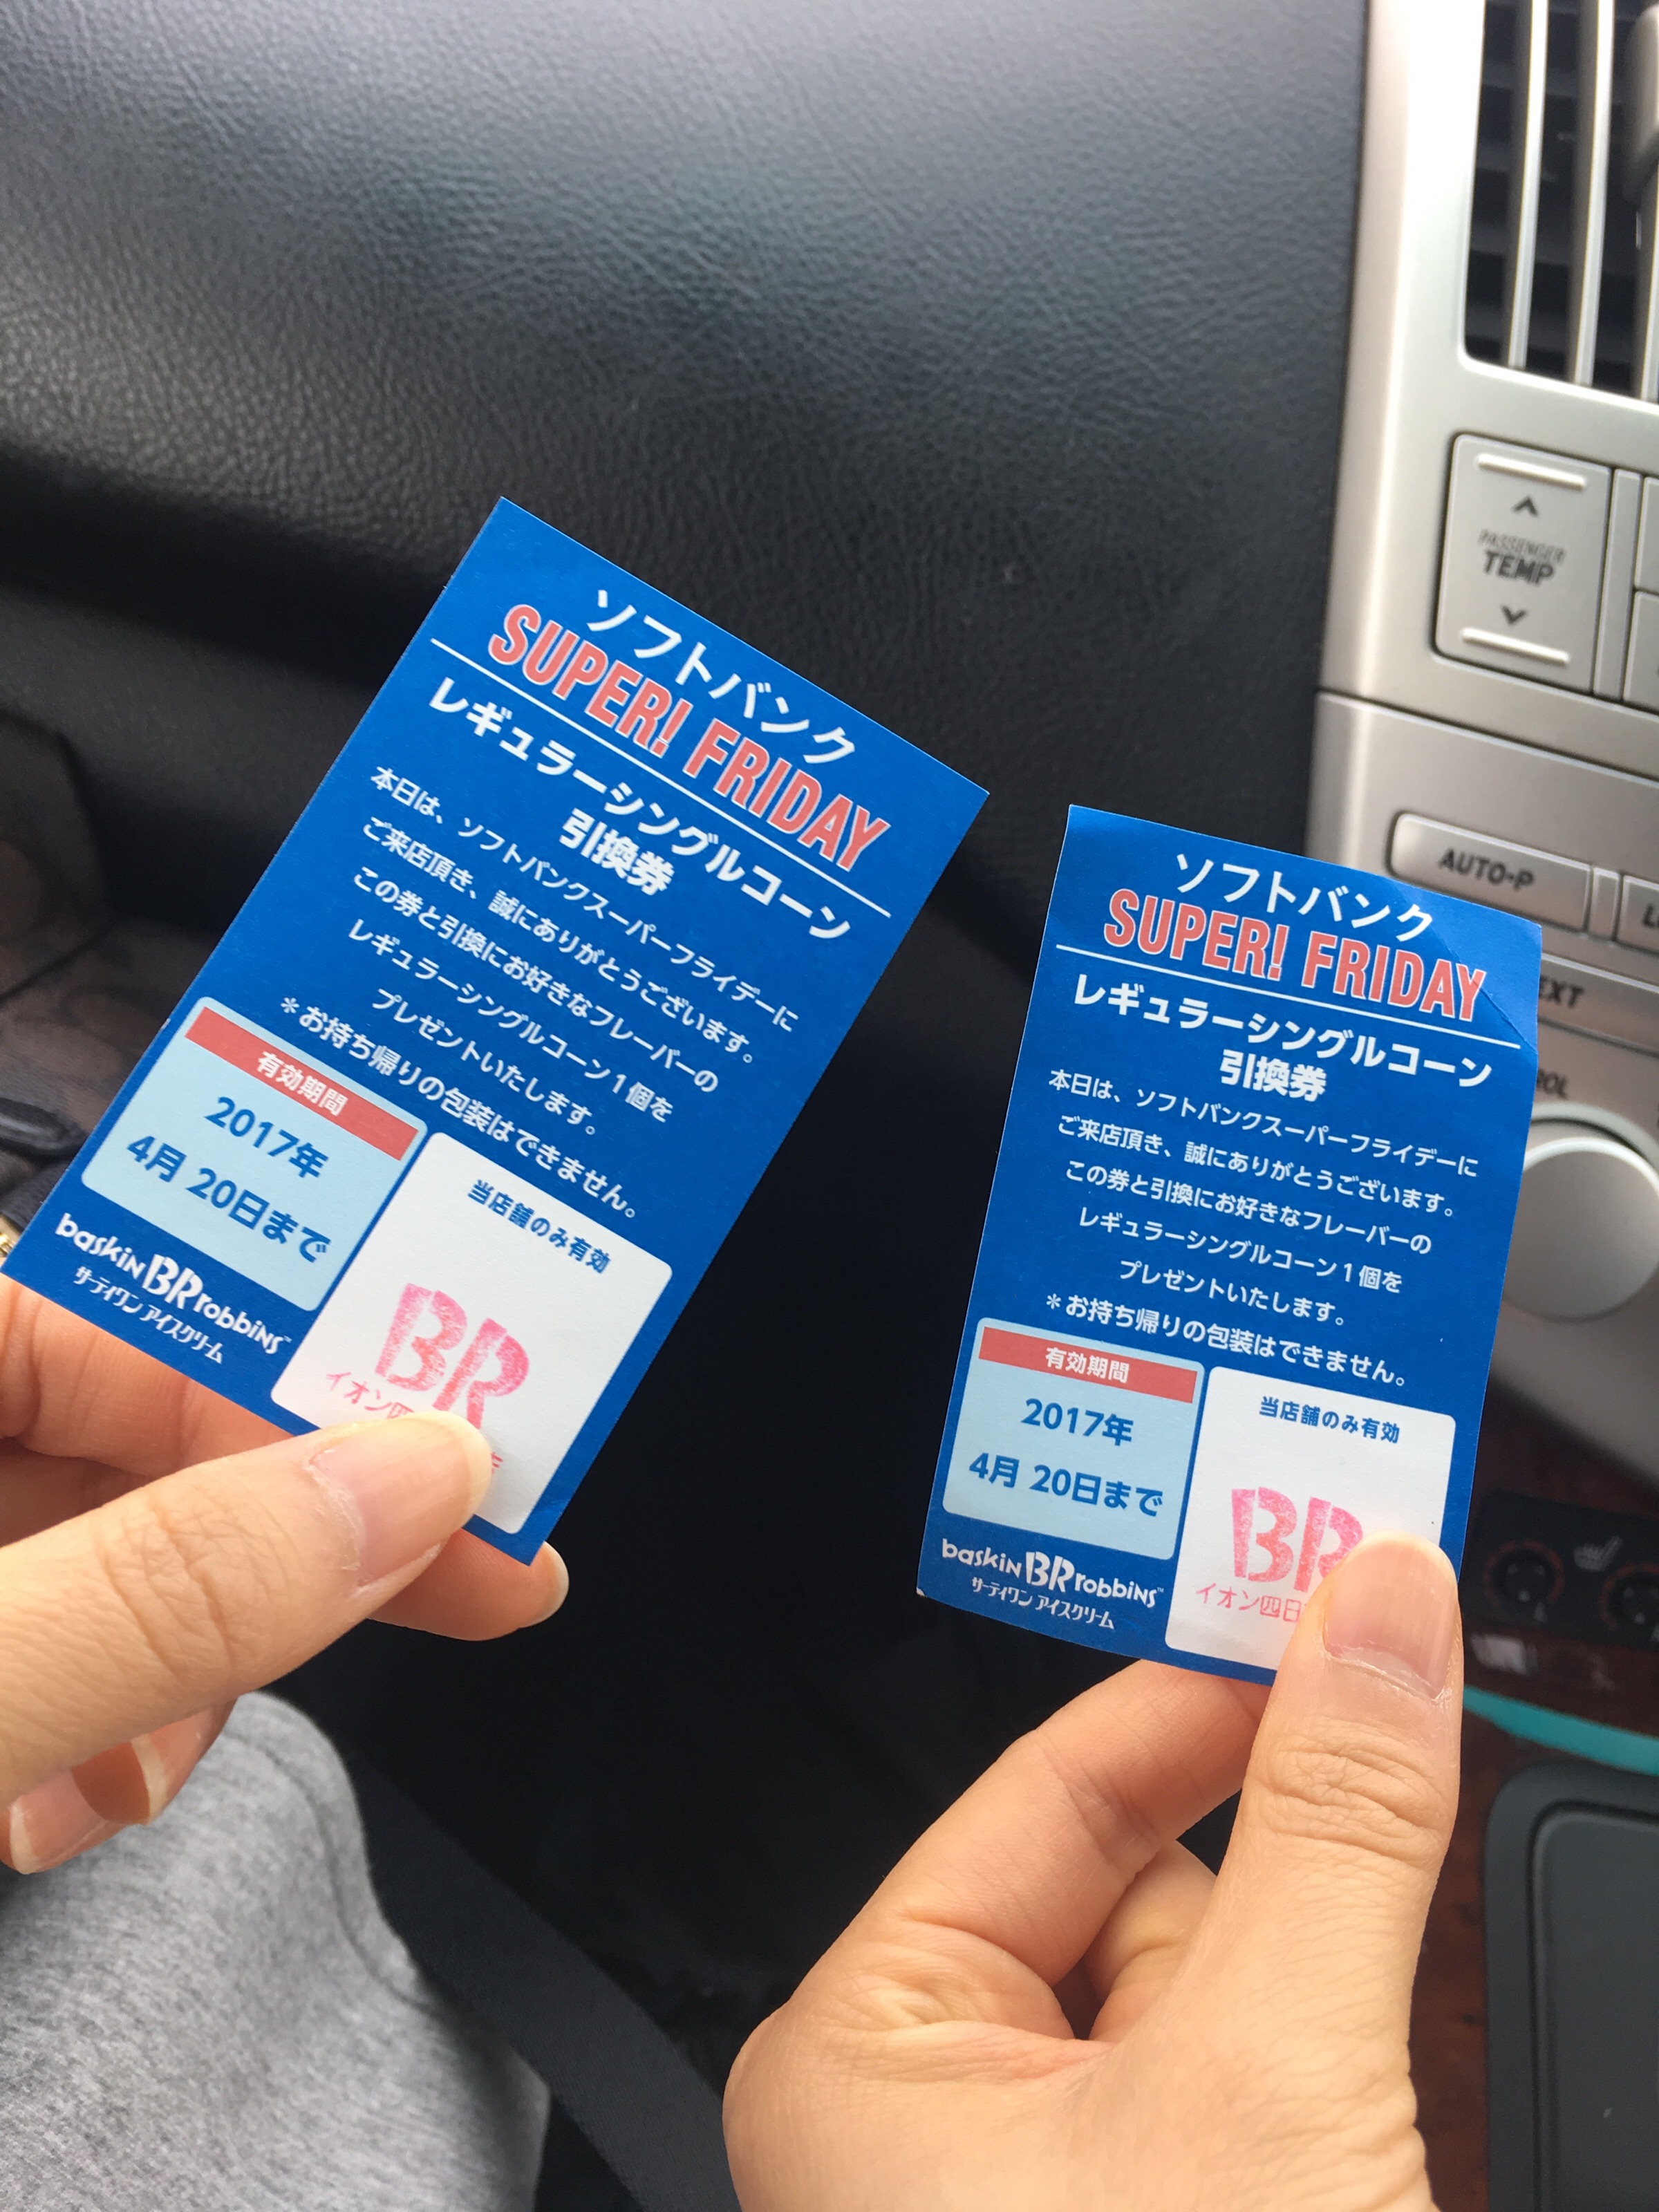 ソフトバンク
SUPER! FRIDAY
レギュラーシングルコーン
引換券
本日は、ソフトバンクスーパーフライデーに
ご来店頂き、誠にありがとうございます。
この券と引換にお好きなフレーバーの
レギュラーシングルコーン1個を
プレゼントいたします。
＊お持ち帰りの包装はできません。
有効期間
2017年
4月 20日まで
当店舗のみ有効
BR
イオン四
baskin BR robbins™
サーティワン アイスクリーム
ソフトバンク
SUPER! FRIDAY
レギュラーシングルコーン
引換券
本日は、ソフトバンクスーパーフライデーに
ご来店頂き、誠にありがとうございます。
この券と引換にお好きなフレーバーの
レギュラーシングルコーン1個を
プレゼントいたします。
＊お持ち帰りの包装はできません。
有効期間
2017年
4月 20日まで
当店舗のみ有効
BR
イオン四日
baskin BR robbins™
サーティワン アイスクリーム
PASSENGER
TEMP
AUTO-P
EXT
ROL